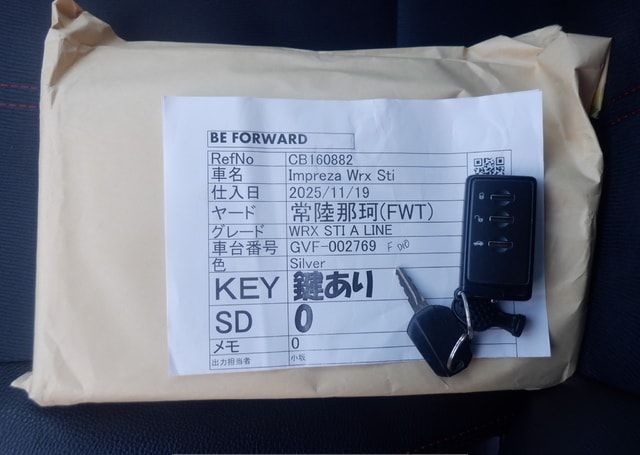 BE FORWARD
RefNo CB160882
車名 Impreza Wrx Sti
仕入日 2025/11/19
ヤード 常陸那珂(FWT)
グレード WRX STI A LINE
車台番号 GVF-002769
色 Silver
KEY 鍵あり
SD 0
メモ 0
出力担当者 小坂